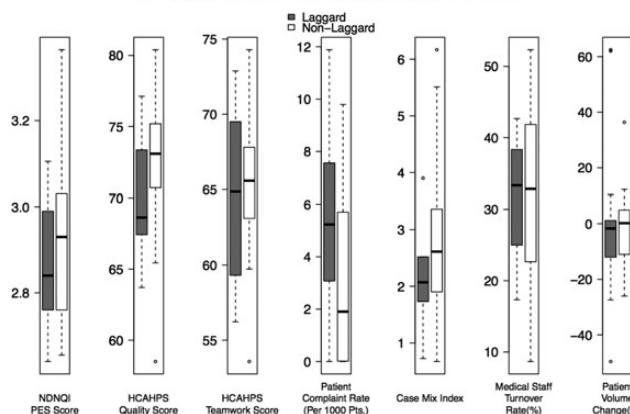 Laggard
Non-Laggard
3.2
3.0
2.8
80
75
70
65
60
75
70
65
60
55
12
10
8
6
4
2
0
6
5
4
3
2
1
50
40
30
20
10
60
40
20
0
−20
−40
NDNQI
PES Score
HCAHPS
Quality Score
HCAHPS
Teamwork Score
Patient
Complaint Rate
(Per 1000 Pts.)
Case Mix Index
Medical Staff
Turnover
Rate(%)
Patient
Volume
Change